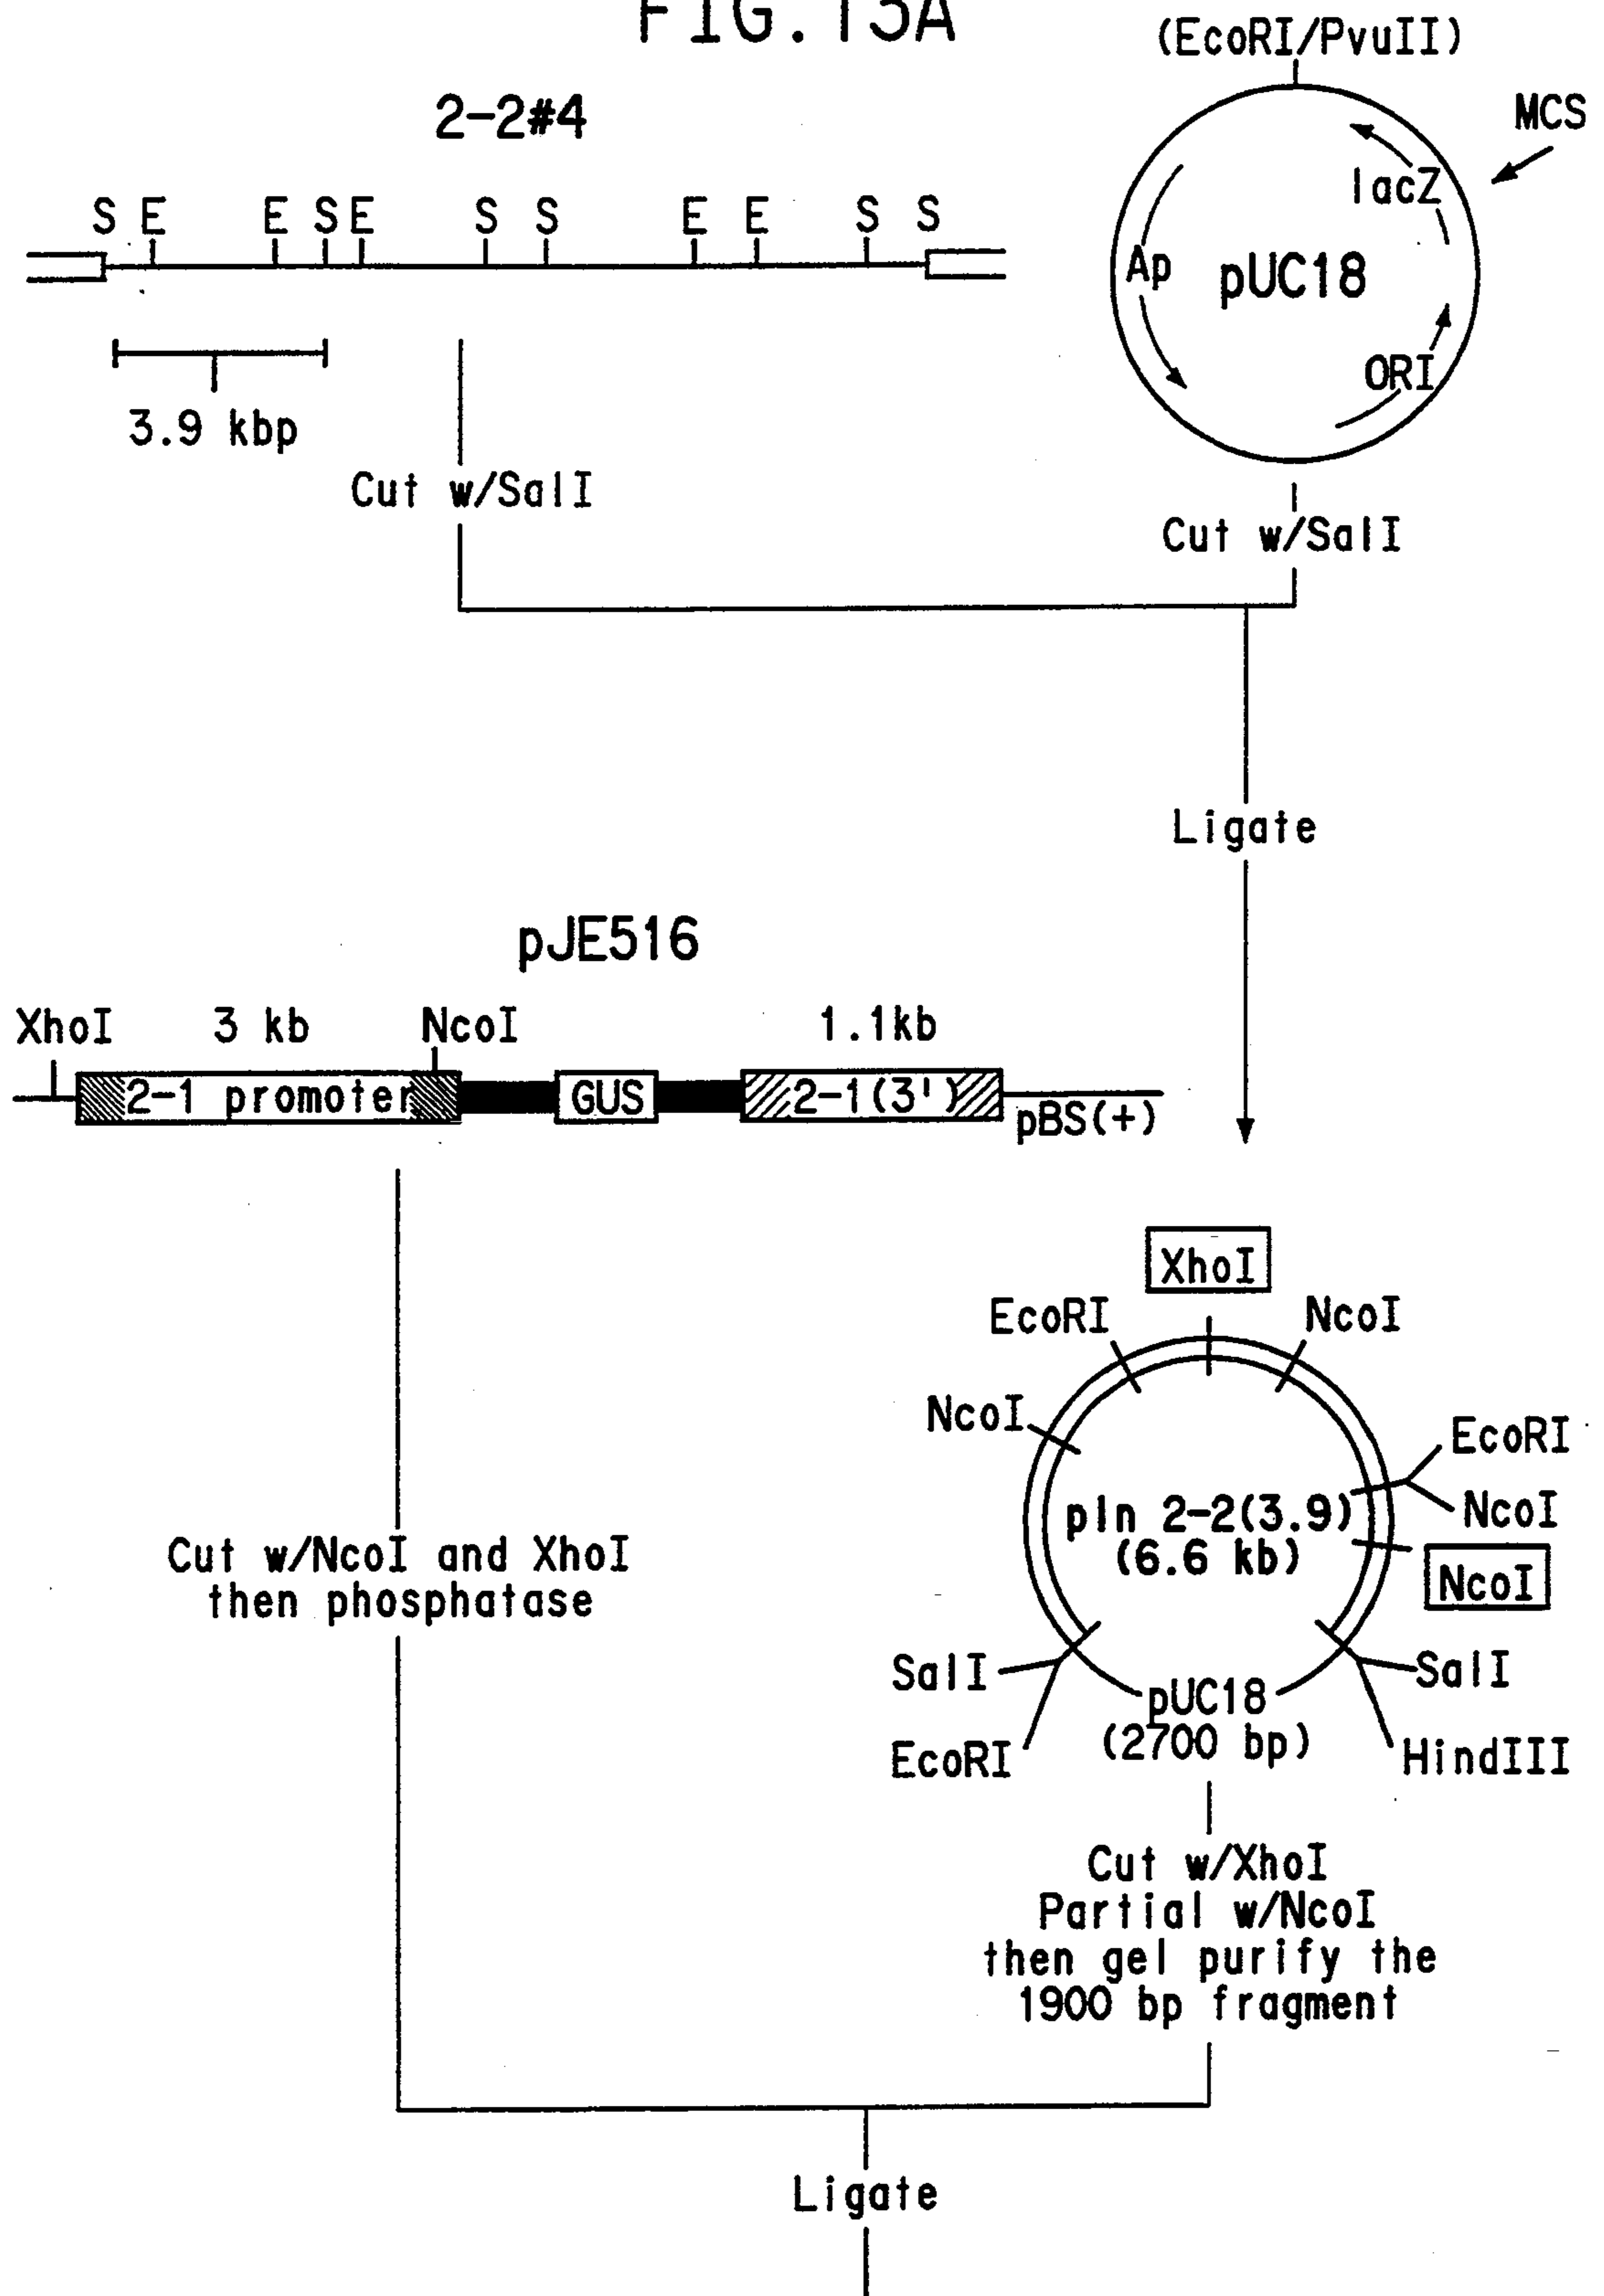 FIG. 13A
(EcoRI/PvuII)
2-2#4
MCS
lacZ
S E E S E S S E E S S
Ap
pUC18
ORI
3.9 kbp
Cut w/SalI
Cut w/SalI
Ligate
pJE516
XhoI 3 kb NcoI 1.1kb
2-1 promoter GUS 2-1(3')
pBS(+)
XhoI
EcoRI
NcoI
NcoI
EcoRI
NcoI
pIn 2-2(3.9)
(6.6 kb)
NcoI
Cut w/NcoI and XhoI
then phosphatase
SalI
SalI
pUC18
(2700 bp)
EcoRI
HindIII
Cut w/XhoI
Partial w/NcoI
then gel purify the
1900 bp fragment
Ligate